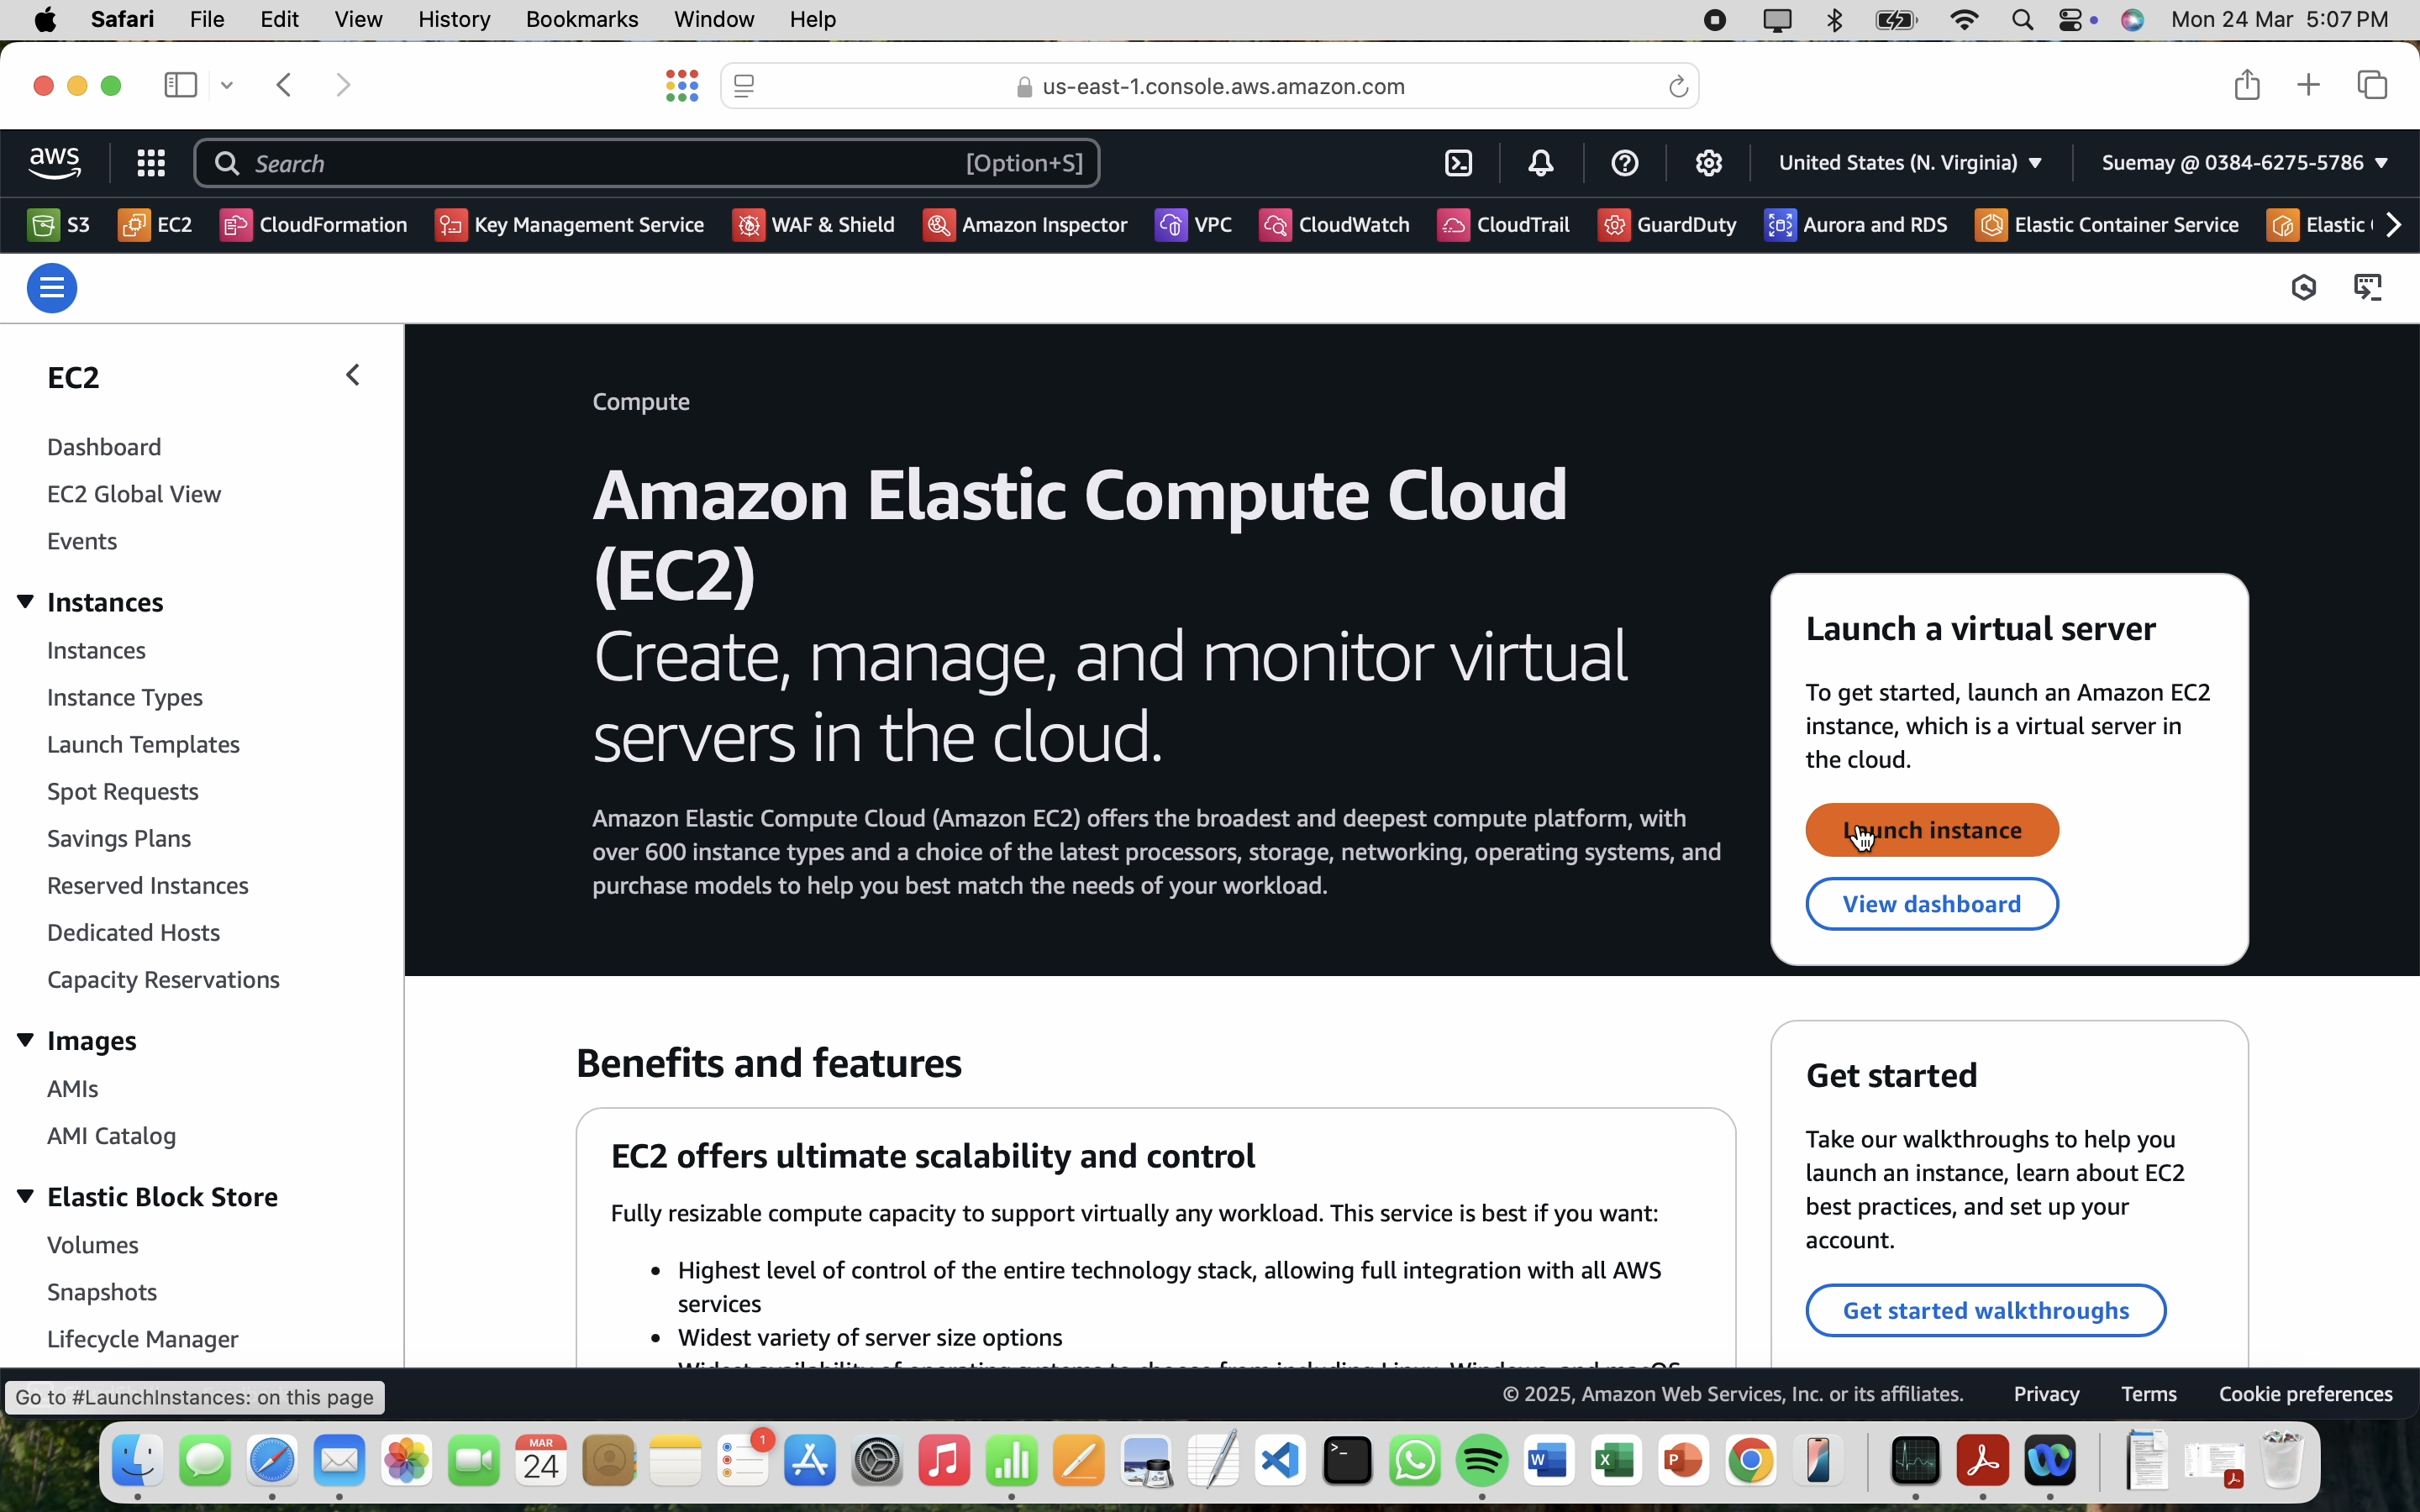 Safari File Edit View History Bookmarks Window Help Mon 24 Mar 5:07 PM
us-east-1.console.aws.amazon.com
aws Search [Option+S] United States (N. Virginia) Suemay @ 0384-6275-5786
S3 EC2 CloudFormation Key Management Service WAF & Shield Amazon Inspector VPC CloudWatch CloudTrail GuardDuty Aurora and RDS Elastic Container Service Elastic
EC2
Dashboard
EC2 Global View
Events
Instances
Instances
Instance Types
Launch Templates
Spot Requests
Savings Plans
Reserved Instances
Dedicated Hosts
Capacity Reservations
Images
AMIs
AMI Catalog
Elastic Block Store
Volumes
Snapshots
Lifecycle Manager
Compute
Amazon Elastic Compute Cloud
(EC2)
Create, manage, and monitor virtual
servers in the cloud.
Amazon Elastic Compute Cloud (Amazon EC2) offers the broadest and deepest compute platform, with
over 600 instance types and a choice of the latest processors, storage, networking, operating systems, and
purchase models to help you best match the needs of your workload.
Launch a virtual server
To get started, launch an Amazon EC2
instance, which is a virtual server in
the cloud.
Launch instance
View dashboard
Benefits and features
EC2 offers ultimate scalability and control
Fully resizable compute capacity to support virtually any workload. This service is best if you want:
• Highest level of control of the entire technology stack, allowing full integration with all AWS
services
• Widest variety of server size options
Get started
Take our walkthroughs to help you
launch an instance, learn about EC2
best practices, and set up your
account.
Get started walkthroughs
Go to #LaunchInstances: on this page
© 2025, Amazon Web Services, Inc. or its affiliates. Privacy Terms Cookie preferences
MAR
24
1